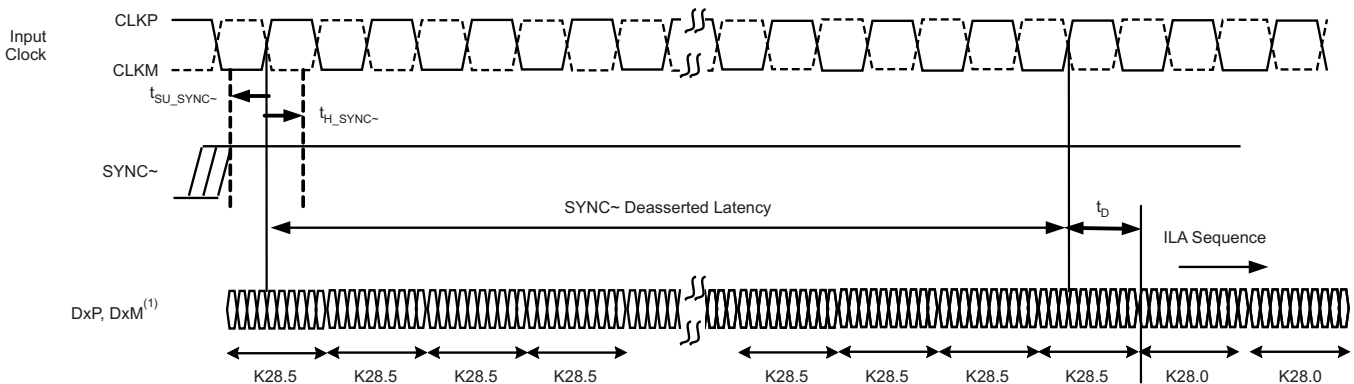 Input
Clock
CLKP
CLKM
tSU_SYNC~
tH_SYNC~
SYNC~
SYNC~ Deasserted Latency
tD
ILA Sequence
DxP, DxM(1)
K28.5 K28.5 K28.5 K28.5 K28.5 K28.5 K28.5 K28.5 K28.0 K28.0